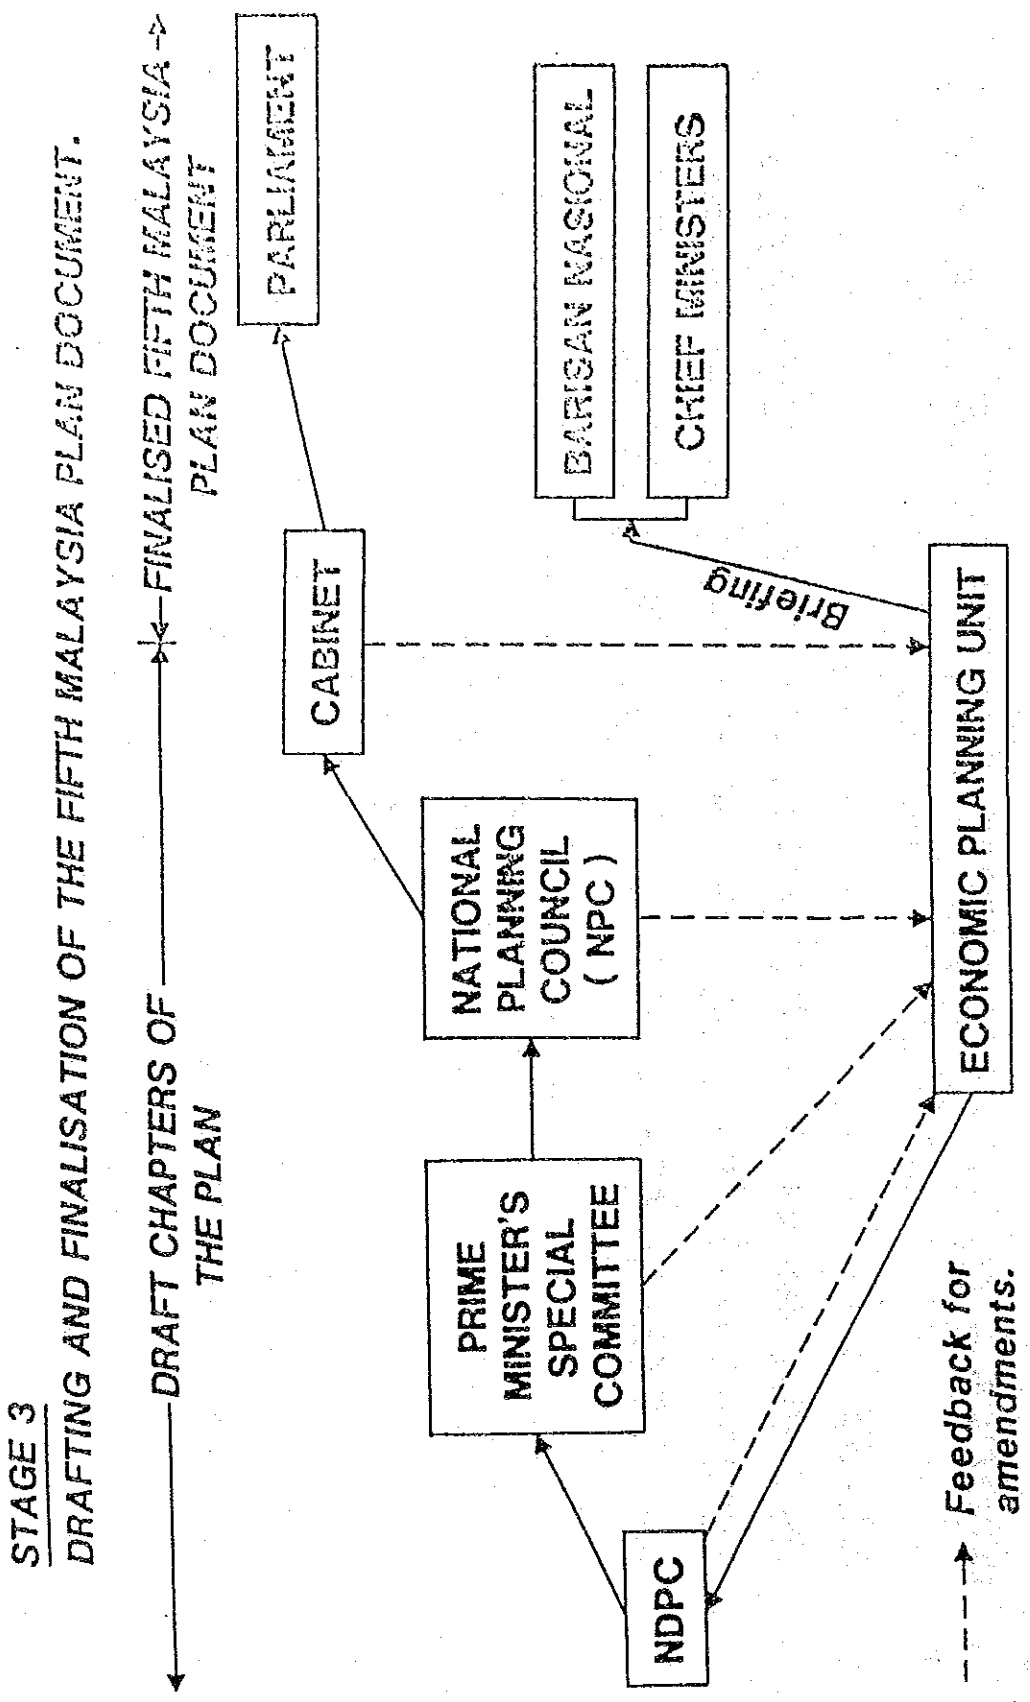 STAGE 3
DRAFTING AND FINALISATION OF THE FIFTH MALAYSIA PLAN DOCUMENT.
DRAFT CHAPTERS OF
THE PLAN
FINALISED FIFTH MALAYSIA
PLAN DOCUMENT
PARLIAMENT
CABINET
NATIONAL
PLANNING
COUNCIL
( NPC )
PRIME
MINISTER'S
SPECIAL
COMMITTEE
NDPC
BARISAN NASIONAL
CHIEF MINISTERS
Briefing
ECONOMIC PLANNING UNIT
Feedback for
amendments.